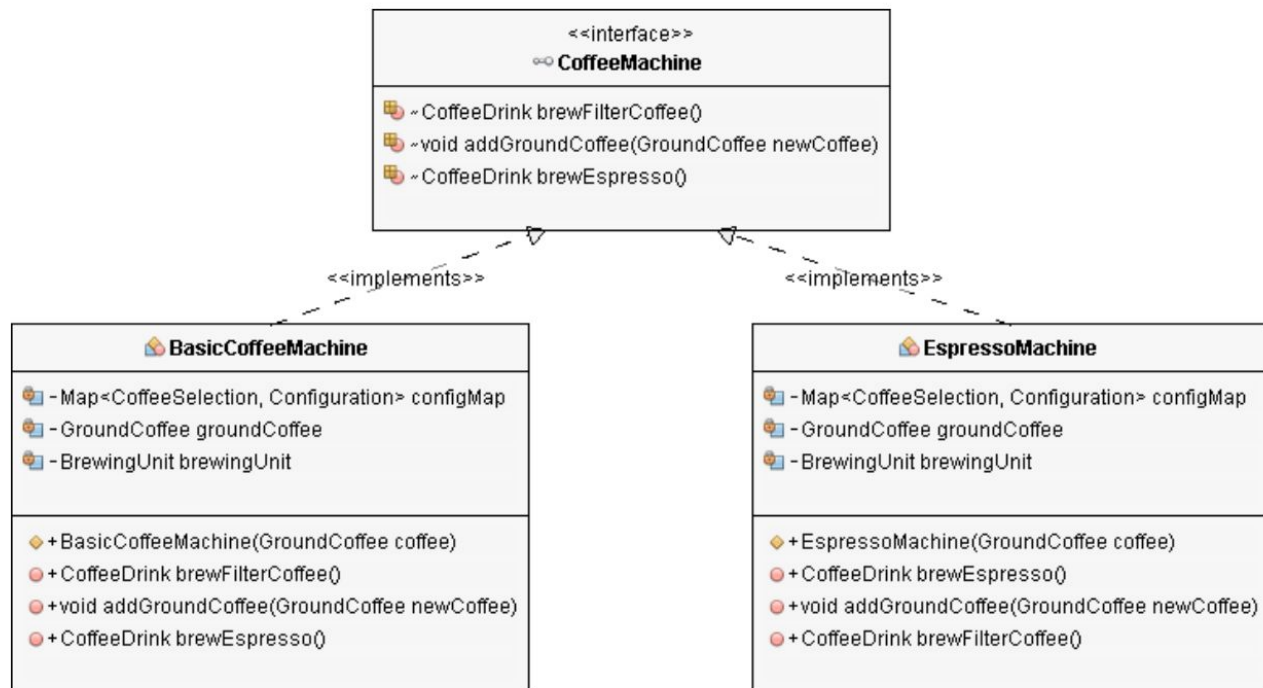 <<interface>>
CoffeeMachine
~CoffeeDrink brewFilterCoffee()
~void addGroundCoffee(GroundCoffee newCoffee)
~CoffeeDrink brewEspresso()
<<implements>>
<<implements>>
BasicCoffeeMachine
-Map<CoffeeSelection, Configuration> configMap
-GroundCoffee groundCoffee
-BrewingUnit brewingUnit
+BasicCoffeeMachine(GroundCoffee coffee)
+CoffeeDrink brewFilterCoffee()
+void addGroundCoffee(GroundCoffee newCoffee)
+CoffeeDrink brewEspresso()
EspressoMachine
-Map<CoffeeSelection, Configuration> configMap
-GroundCoffee groundCoffee
-BrewingUnit brewingUnit
+EspressoMachine(GroundCoffee coffee)
+CoffeeDrink brewEspresso()
+void addGroundCoffee(GroundCoffee newCoffee)
+CoffeeDrink brewFilterCoffee()